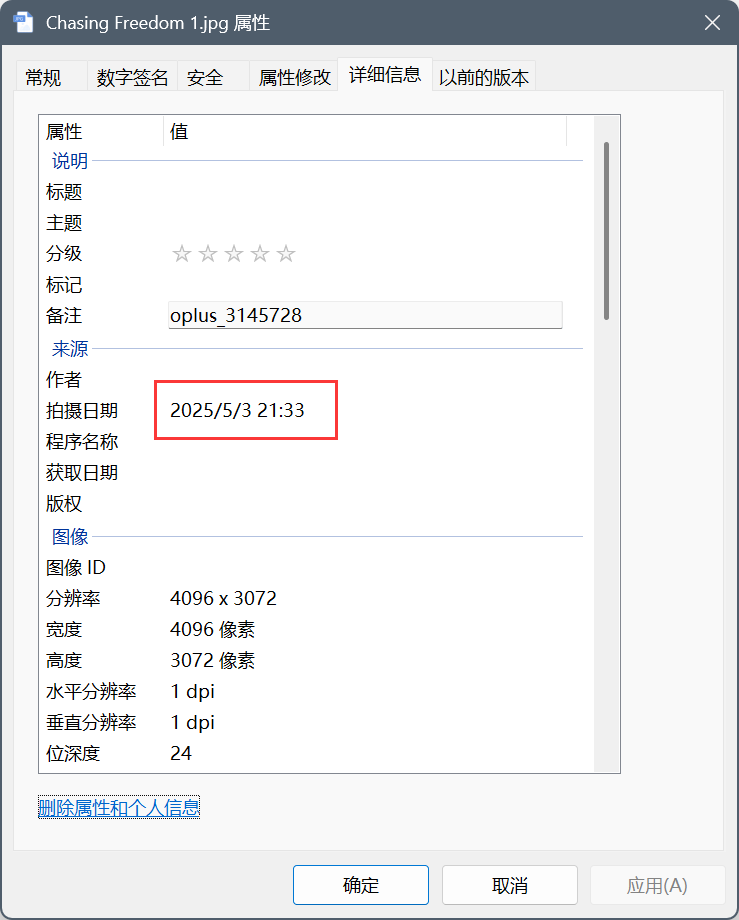 Chasing Freedom 1.jpg 属性
常规 数字签名 安全 属性修改 详细信息 以前的版本
属性 值
说明
标题
主题
分级 ☆☆☆☆☆
标记
备注 oplus_3145728
来源
作者
拍摄日期 2025/5/3 21:33
程序名称
获取日期
版权
图像
图像 ID
分辨率 4096 x 3072
宽度 4096 像素
高度 3072 像素
水平分辨率 1 dpi
垂直分辨率 1 dpi
位深度 24
删除属性和个人信息
确定 取消 应用(A)